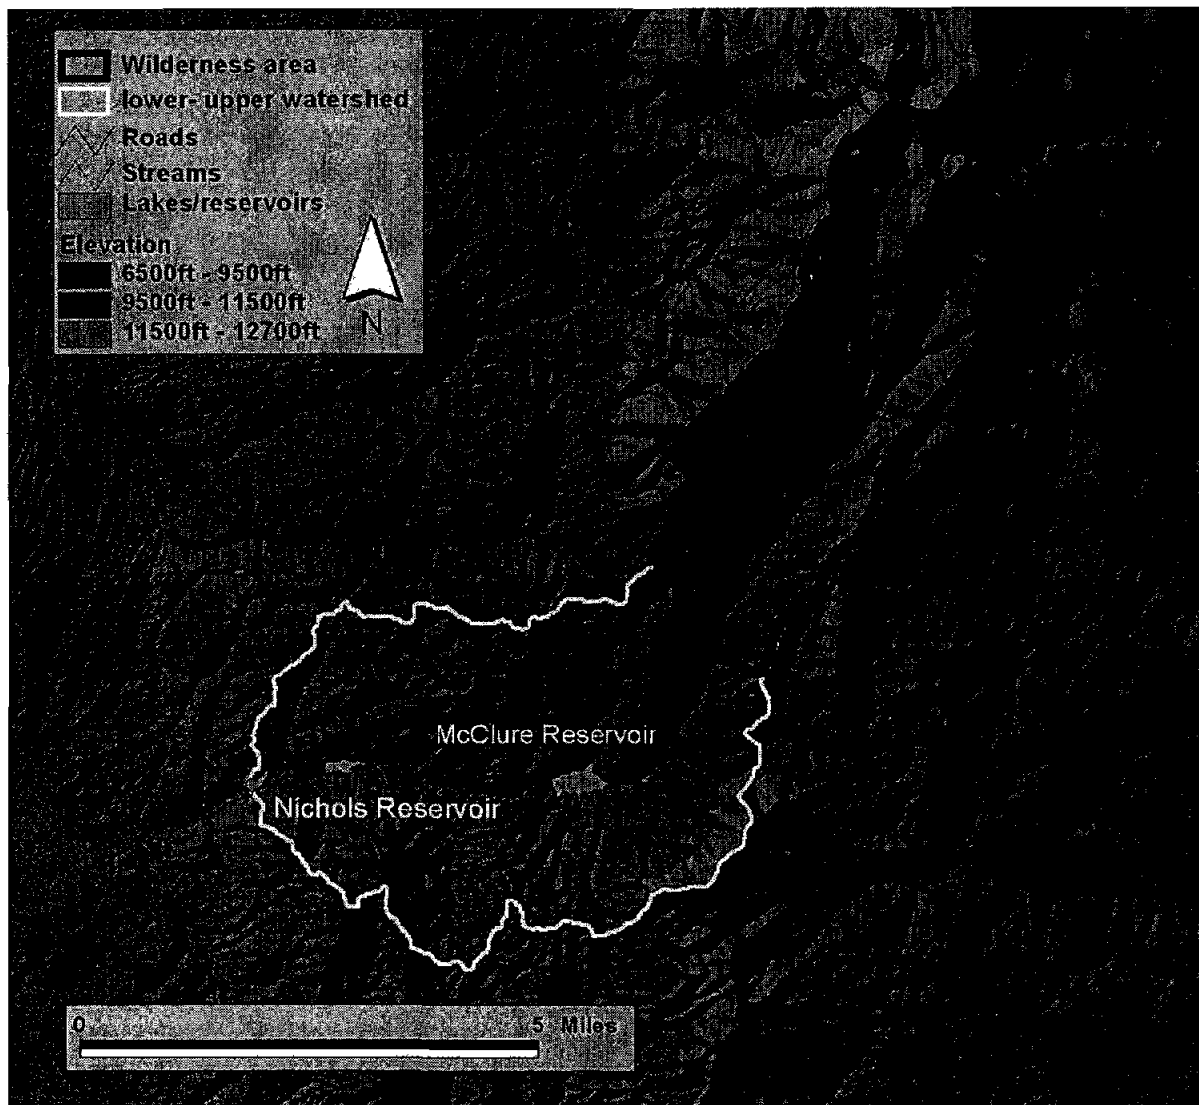 Wilderness area
lower- upper watershed
Roads
Streams
Lakes/reservoirs
Elevation
6500ft - 9500ft
9500ft - 11500ft
11500ft - 12700ft
N
McClure Reservoir
Nichols Reservoir
0 5 Miles